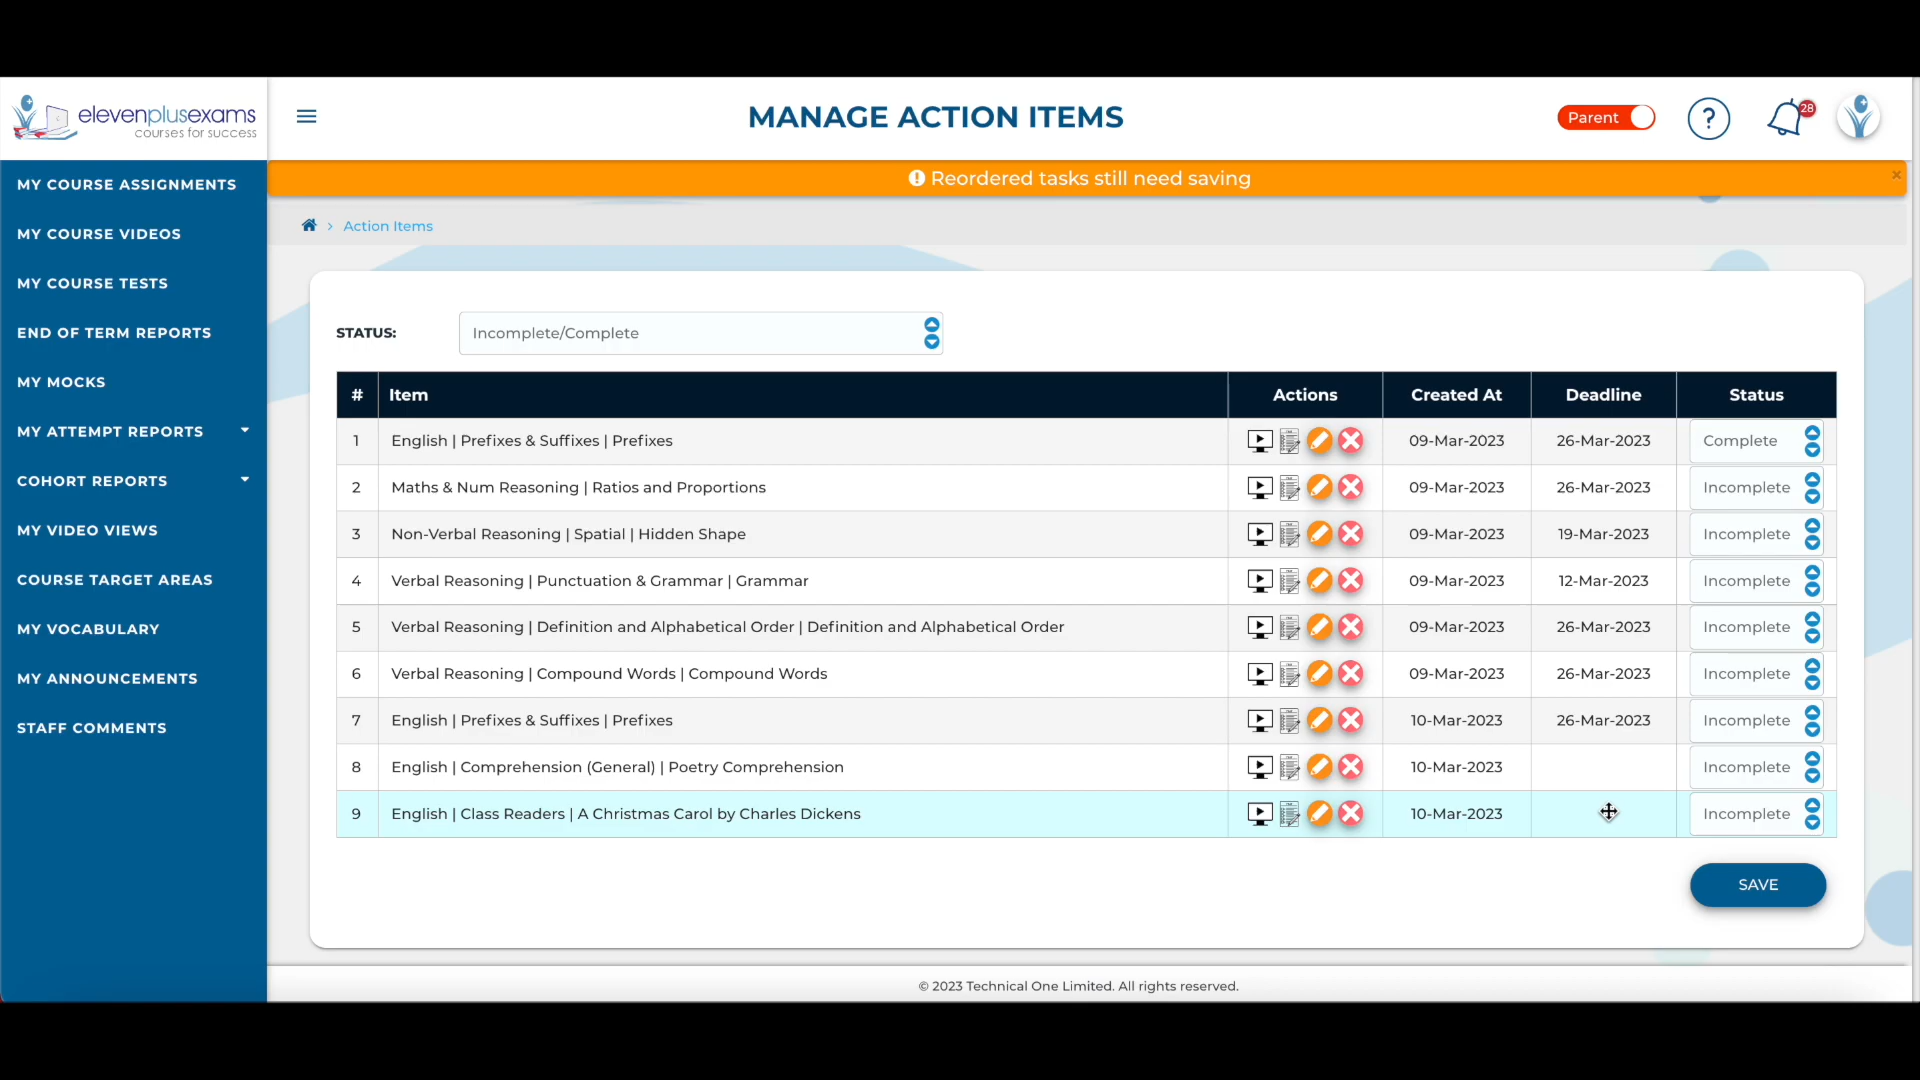 elevenplusexams
courses for success
MANAGE ACTION ITEMS
Parent
?
28
Reordered tasks still need saving
×
MY COURSE ASSIGNMENTS
MY COURSE VIDEOS
MY COURSE TESTS
END OF TERM REPORTS
MY MOCKS
MY ATTEMPT REPORTS
COHORT REPORTS
MY VIDEO VIEWS
COURSE TARGET AREAS
MY VOCABULARY
MY ANNOUNCEMENTS
STAFF COMMENTS
> Action Items
STATUS: Incomplete/Complete
# Item Actions Created At Deadline Status
1 English | Prefixes & Suffixes | Prefixes 09-Mar-2023 26-Mar-2023 Complete
2 Maths & Num Reasoning | Ratios and Proportions 09-Mar-2023 26-Mar-2023 Incomplete
3 Non-Verbal Reasoning | Spatial | Hidden Shape 09-Mar-2023 19-Mar-2023 Incomplete
4 Verbal Reasoning | Punctuation & Grammar | Grammar 09-Mar-2023 12-Mar-2023 Incomplete
5 Verbal Reasoning | Definition and Alphabetical Order | Definition and Alphabetical Order 09-Mar-2023 26-Mar-2023 Incomplete
6 Verbal Reasoning | Compound Words | Compound Words 09-Mar-2023 26-Mar-2023 Incomplete
7 English | Prefixes & Suffixes | Prefixes 10-Mar-2023 26-Mar-2023 Incomplete
8 English | Comprehension (General) | Poetry Comprehension 10-Mar-2023 Incomplete
9 English | Class Readers | A Christmas Carol by Charles Dickens 10-Mar-2023 Incomplete
SAVE
© 2023 Technical One Limited. All rights reserved.